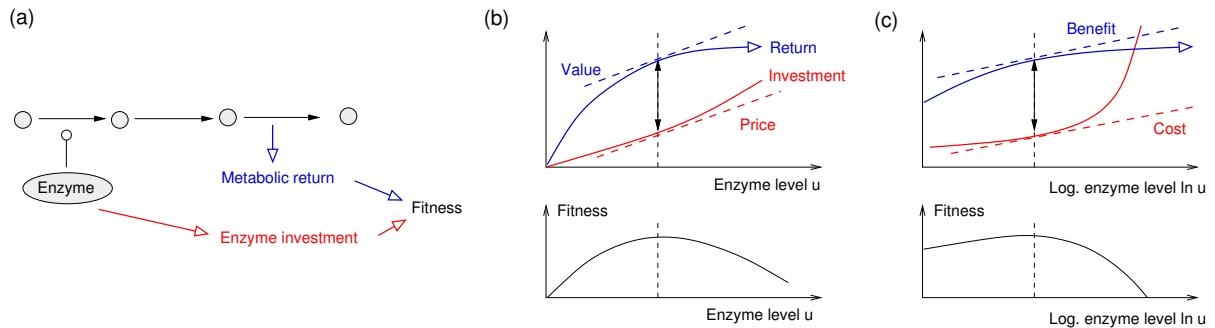 (a)
Enzyme
Metabolic return
Enzyme investment
Fitness
(b)
Value
Return
Investment
Price
Enzyme level u
Fitness
Enzyme level u
(c)
Benefit
Cost
Log. enzyme level ln u
Fitness
Log. enzyme level ln u